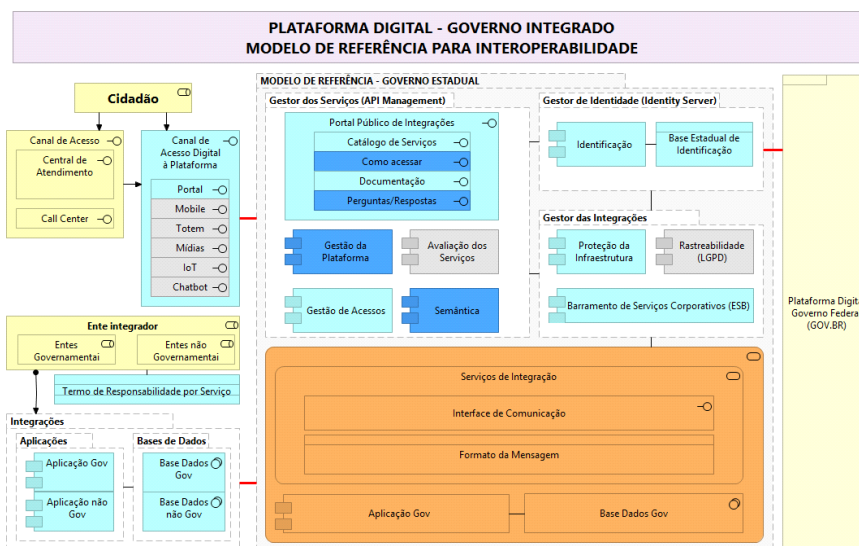 PLATAFORMA DIGITAL - GOVERNO INTEGRADO
MODELO DE REFERÊNCIA PARA INTEROPERABILIDADE
Cidadão
Canal de Acesso
Central de
Atendimento
Call Center
Canal de
Acesso Digital
à Plataforma
Portal
Mobile
Totem
Mídias
IoT
Chatbot
Ente integrador
Entes
Governamentai
Entes não
Governamentai
Termo de Responsabilidade por Serviço
Integrações
Aplicações
Aplicação Gov
Aplicação não
Gov
Bases de Dados
Base Dados
Gov
Base Dados
não Gov
MODELO DE REFERÊNCIA - GOVERNO ESTADUAL
Gestor dos Serviços (API Management)
Portal Público de Integrações
Catálogo de Serviços
Como acessar
Documentação
Perguntas/Respostas
Gestão da
Plataforma
Avaliação dos
Serviços
Gestão de Acessos
Semântica
Gestor de Identidade (Identity Server)
Identificação
Base Estadual de
Identificação
Gestor das Integrações
Proteção da
Infraestrutura
Rastreabilidade
(LGPD)
Barramento de Serviços Corporativos (ESB)
Serviços de Integração
Interface de Comunicação
Formato da Mensagem
Aplicação Gov
Base Dados Gov
Plataforma Digita
Governo Federa
(GOV.BR)